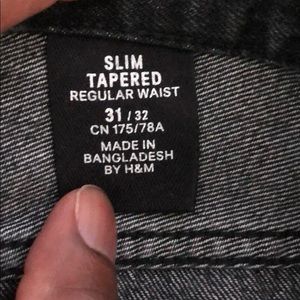 SLIM
TAPERED
REGULAR WAIST
31 / 32
CN 175/78A
MADE IN
BANGLADESH
BY H&M